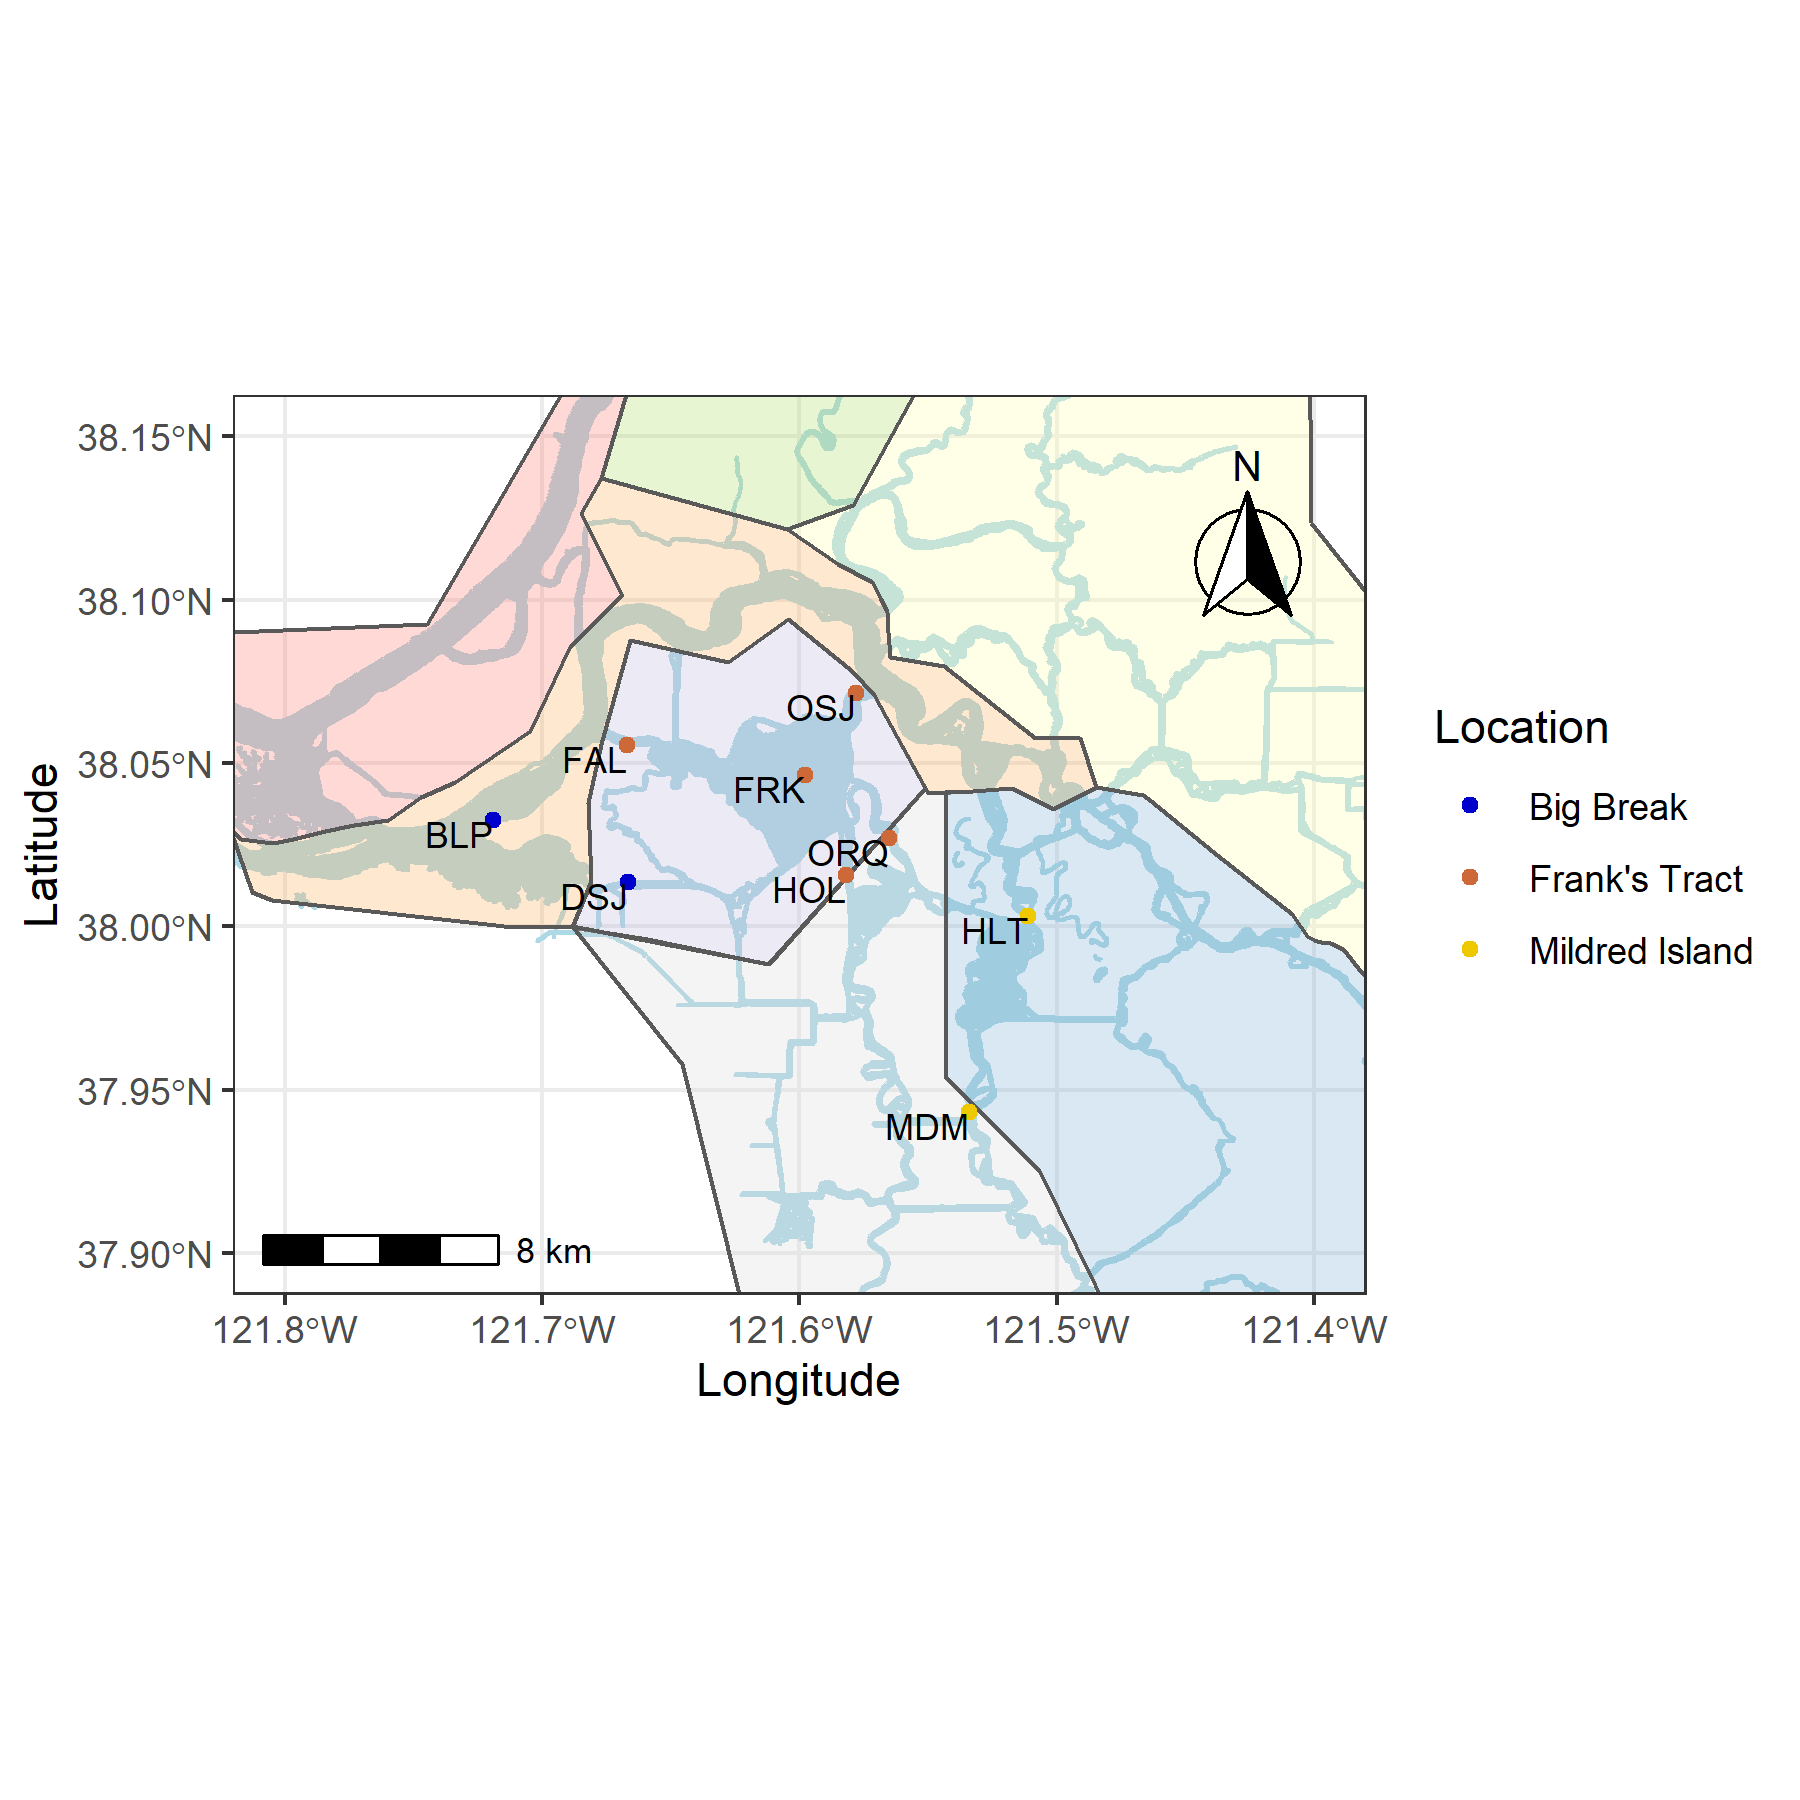 38.15°N
38.10°N
38.05°N
38.00°N
37.95°N
37.90°N
Latitude
N
OSJ
FAL
FRK
BLP
ORQ
HOL
DSJ
HLT
MDM
8 km
121.8°W
121.7°W
121.6°W
121.5°W
121.4°W
Longitude
Location
Big Break
Frank's Tract
Mildred Island